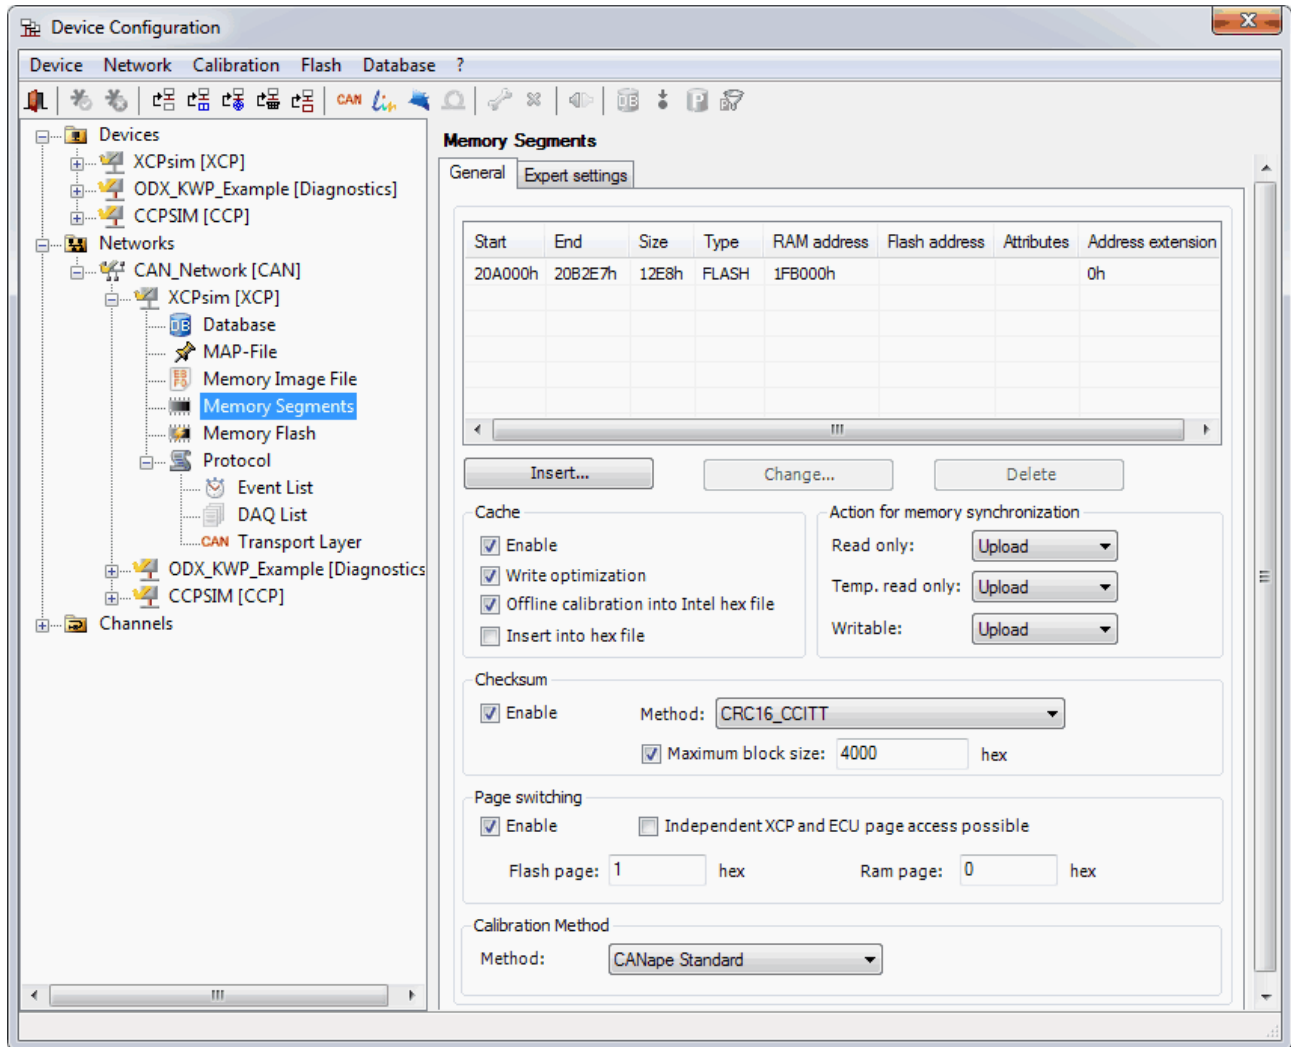 Device Configuration
Device Network Calibration Flash Database ?
CAN Lin DB P
Devices
XCPsim [XCP]
ODX_KWP_Example [Diagnostics]
CCPSIM [CCP]
Networks
CAN_Network [CAN]
XCPsim [XCP]
DB Database
MAP-File
Memory Image File
Memory Segments
Memory Flash
Protocol
Event List
DAQ List
CAN Transport Layer
ODX_KWP_Example [Diagnostics
CCPSIM [CCP]
Channels
Memory Segments
General Expert settings
Start End Size Type RAM address Flash address Attributes Address extension
20A000h 20B2E7h 12E8h FLASH 1FB000h 0h
Insert... Change... Delete
Cache
Enable
Write optimization
Offline calibration into Intel hex file
Insert into hex file
Action for memory synchronization
Read only: Upload
Temp. read only: Upload
Writable: Upload
Checksum
Enable Method: CRC16_CCITT
Maximum block size: 4000 hex
Page switching
Enable Independent XCP and ECU page access possible
Flash page: 1 hex Ram page: 0 hex
Calibration Method
Method: CANape Standard